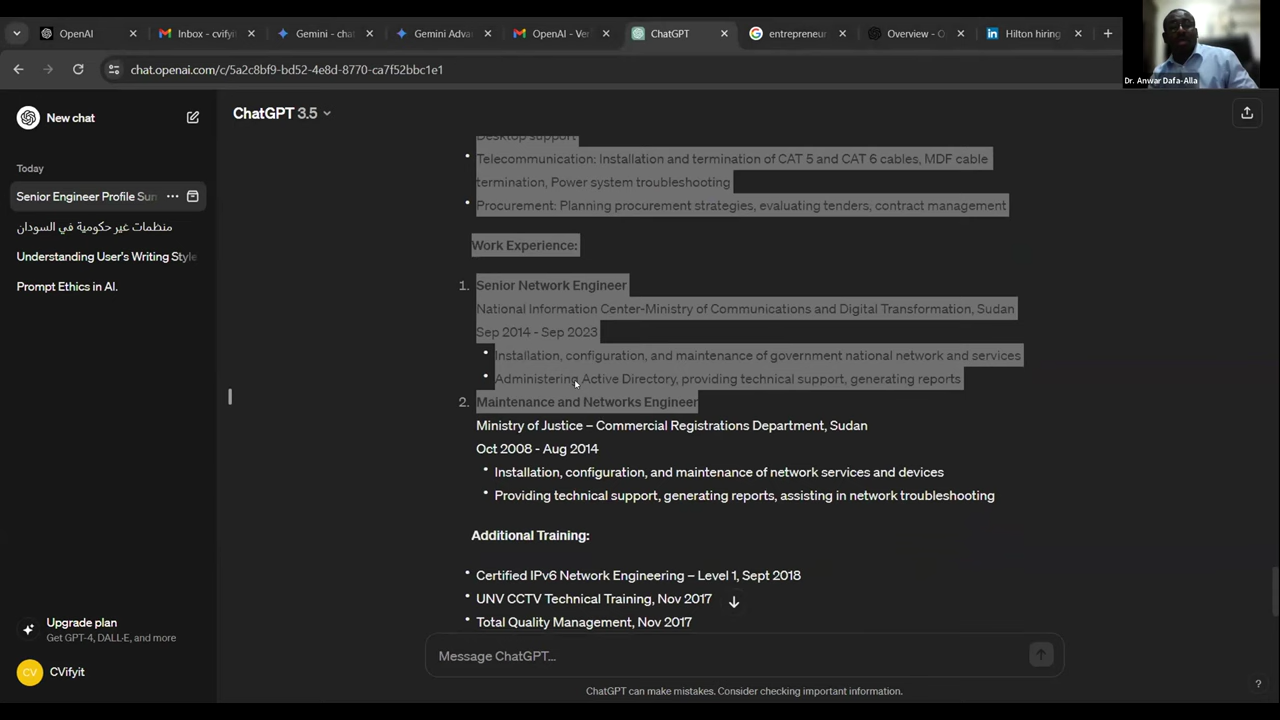 OpenAI
Inbox - cvifyit
Gemini - chat
Gemini Advan
OpenAI - Ver
ChatGPT
entrepreneur
Overview - O
Hilton hiring
chat.openai.com/c/5a2c8bf9-bd52-4e8d-8770-ca7f52bbc1e1
Dr. Anwar Dafa-Alla
New chat
ChatGPT 3.5
Today
Senior Engineer Profile Sum
منظمات غير حكومية في السودان
Understanding User's Writing Style
Prompt Ethics in AI.
Desktop support
Telecommunication: Installation and termination of CAT 5 and CAT 6 cables, MDF cable
termination, Power system troubleshooting
Procurement: Planning procurement strategies, evaluating tenders, contract management
Work Experience:
1. Senior Network Engineer
National Information Center-Ministry of Communications and Digital Transformation, Sudan
Sep 2014 - Sep 2023
Installation, configuration, and maintenance of government national network and services
Administering Active Directory, providing technical support, generating reports
2. Maintenance and Networks Engineer
Ministry of Justice – Commercial Registrations Department, Sudan
Oct 2008 - Aug 2014
Installation, configuration, and maintenance of network services and devices
Providing technical support, generating reports, assisting in network troubleshooting
Additional Training:
Certified IPv6 Network Engineering – Level 1, Sept 2018
UNV CCTV Technical Training, Nov 2017
Total Quality Management, Nov 2017
Upgrade plan
Get GPT-4, DALL·E, and more
CV
CVifyit
Message ChatGPT...
ChatGPT can make mistakes. Consider checking important information.
?